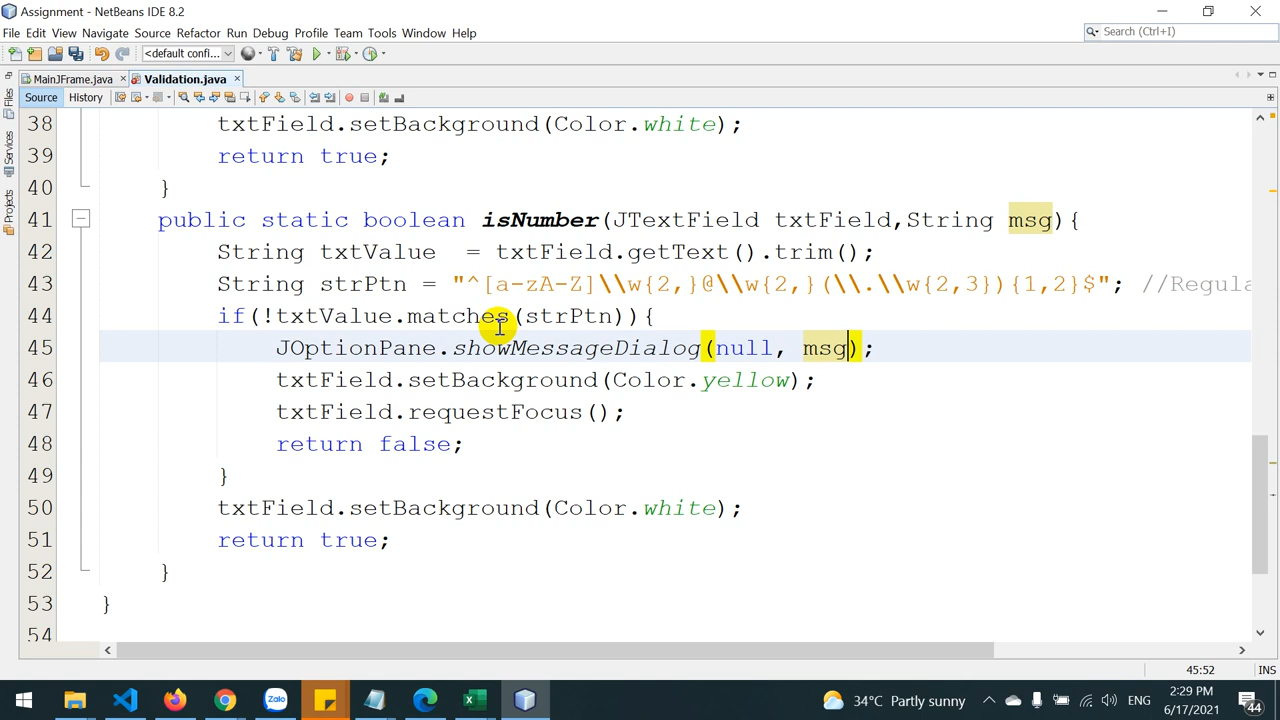 Assignment - NetBeans IDE 8.2
File Edit View Navigate Source Refactor Run Debug Profile Team Tools Window Help
Search (Ctrl+I)
<default confi...
MainJFrame.java
Validation.java
Source History
Files
Services
Projects
38 txtField.setBackground(Color.white);
39 return true;
40 }
41 public static boolean isNumber(JTextField txtField,String msg){
42 String txtValue = txtField.getText().trim();
43 String strPtn = "^[a-zA-Z]\\w{2,}@\\w{2,}(\\.\\w{2,3}){1,2}$"; //Regula
44 if(!txtValue.matches(strPtn)){
45 JOptionPane.showMessageDialog(null, msg);
46 txtField.setBackground(Color.yellow);
47 txtField.requestFocus();
48 return false;
49 }
50 txtField.setBackground(Color.white);
51 return true;
52 }
53 }
54
45:52 INS
Zalo
34°C Partly sunny
ENG
2:29 PM
6/17/2021
44